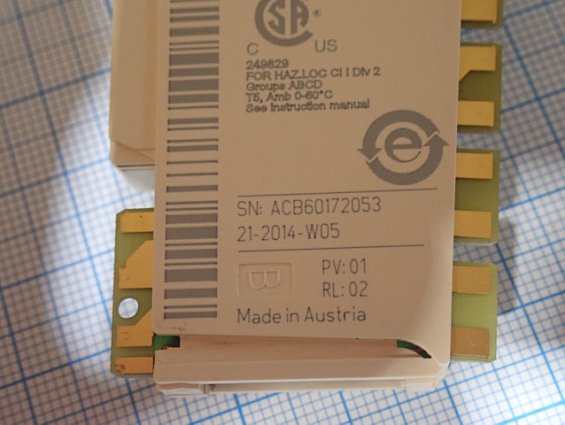 SA ®
C US
249829
FOR HAZ.LOC Cl I Div 2
Groups ABCD
T5, Amb 0-60°C
See instruction manual
e
SN: ACB60172053
21-2014-W05
B PV:01
RL:02
Made in Austria